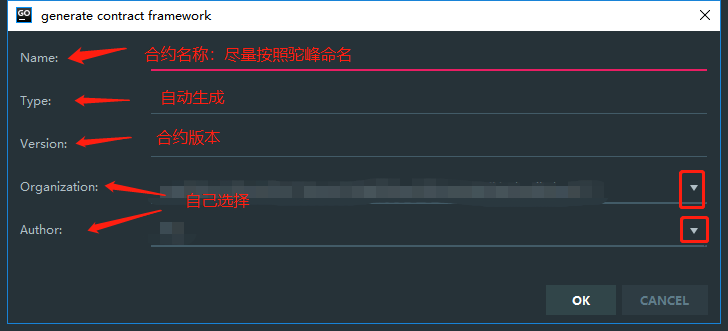 GO generate contract framework
Name: 合约名称：尽量按照驼峰命名
Type: 自动生成
Version: 合约版本
Organization:
自己选择
Author:
OK CANCEL